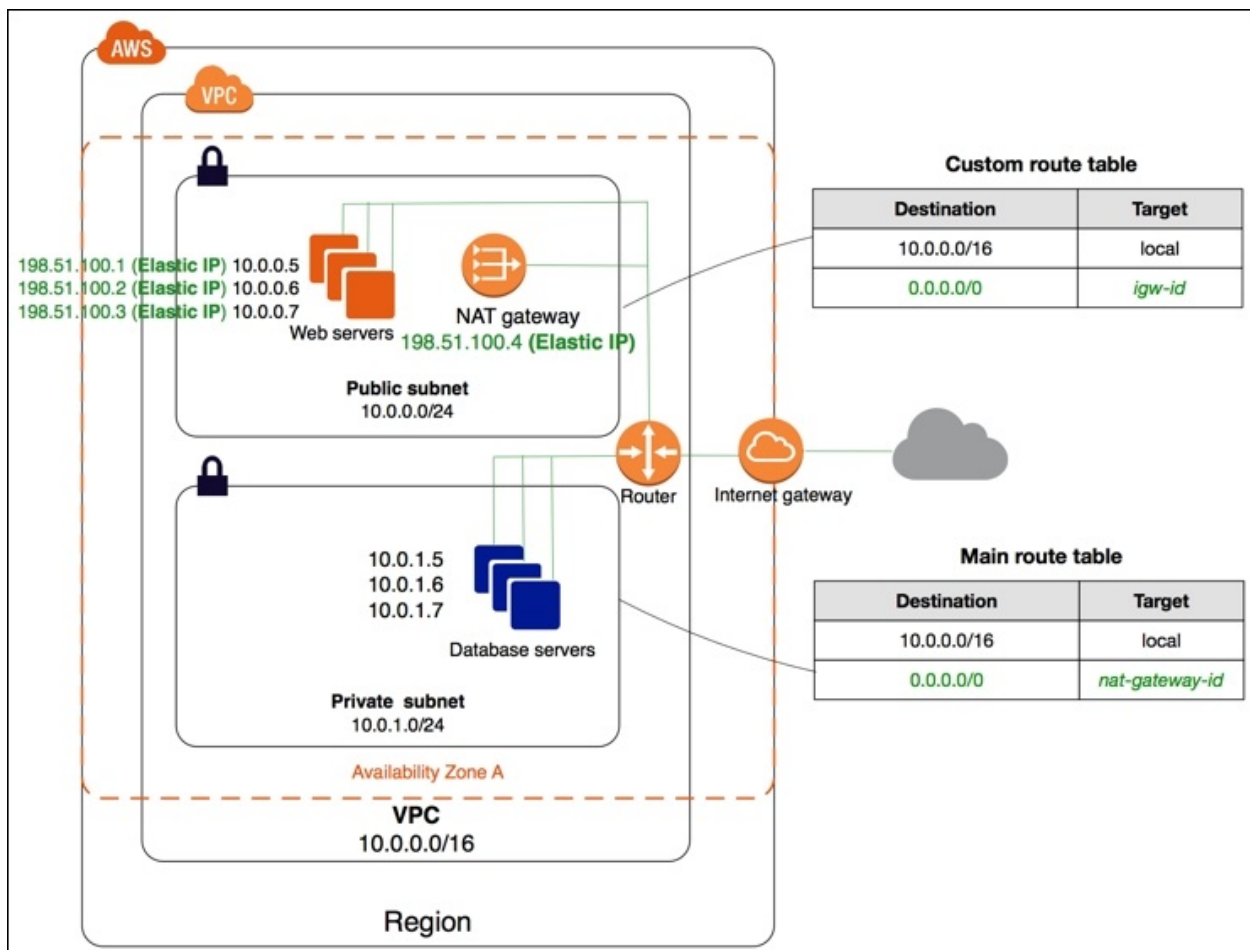 AWS
VPC
198.51.100.1 (Elastic IP) 10.0.0.5
198.51.100.2 (Elastic IP) 10.0.0.6
198.51.100.3 (Elastic IP) 10.0.0.7
Web servers
NAT gateway
198.51.100.4 (Elastic IP)
Public subnet
10.0.0.0/24
Custom route table
Destination Target
10.0.0.0/16 local
0.0.0.0/0 igw-id
Router
Internet gateway
10.0.1.5
10.0.1.6
10.0.1.7
Database servers
Private subnet
10.0.1.0/24
Main route table
Destination Target
10.0.0.0/16 local
0.0.0.0/0 nat-gateway-id
Availability Zone A
VPC
10.0.0.0/16
Region